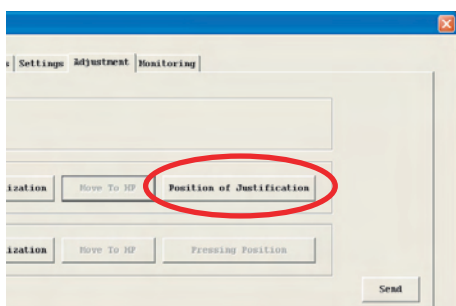 s Settings Adjustment Monitoring
ization Move To MP Position of Justification
ization Move To MP Pressing Position
Send